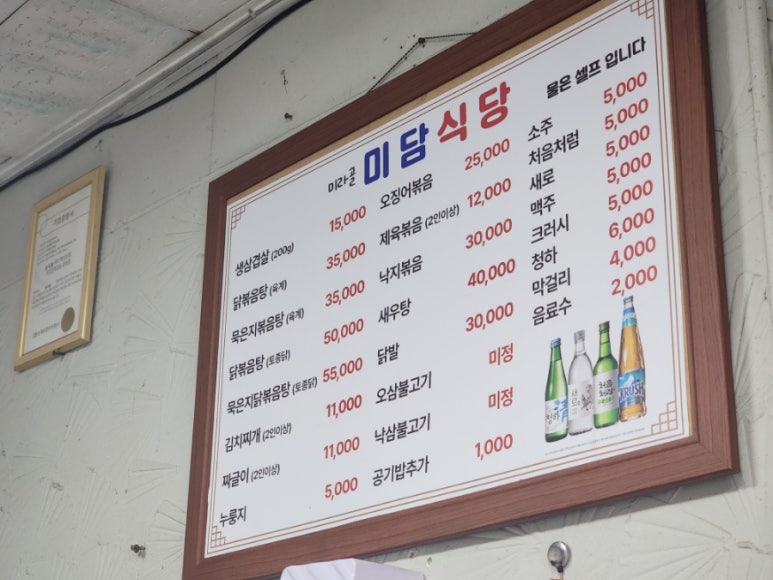 미라골 미담식당
물은 셀프 입니다
생삼겹살 (200g) 15,000
닭볶음탕 (육계) 35,000
묵은지볶음탕 (육계) 35,000
닭볶음탕 (토종닭) 50,000
묵은지닭볶음탕 (토종닭) 55,000
김치찌개 (2인이상) 11,000
짜글이 (2인이상) 11,000
누룽지 5,000
오징어볶음 25,000
제육볶음 (2인이상) 12,000
낙지볶음 30,000
새우탕 40,000
닭발 30,000
오삼불고기 미정
낙삼불고기 미정
공기밥추가 1,000
소주 5,000
처음처럼 5,000
새로 5,000
맥주 5,000
크러시 5,000
청하 6,000
막걸리 4,000
음료수 2,000
청하
새로
처음처럼
KRUSH